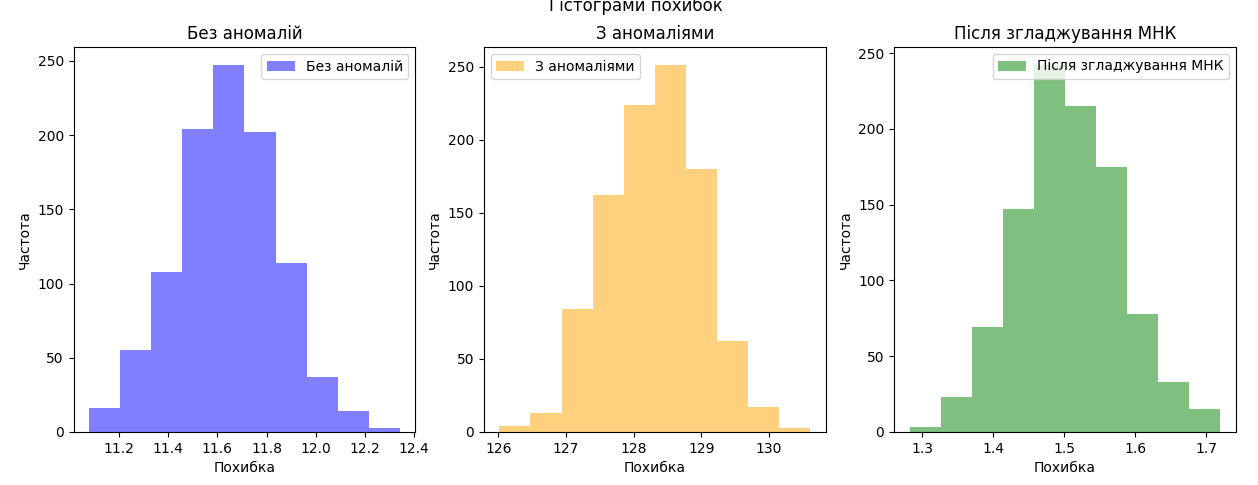 Гістограми похибок
Без аномалій
Без аномалій
250
200
150
100
50
0
Частота
11.2 11.4 11.6 11.8 12.0 12.2 12.4
Похибка
З аномаліями
З аномаліями
250
200
150
100
50
0
Частота
126 127 128 129 130
Похибка
Після згладжування МНК
Після згладжування МНК
250
200
150
100
50
0
Частота
1.3 1.4 1.5 1.6 1.7
Похибка